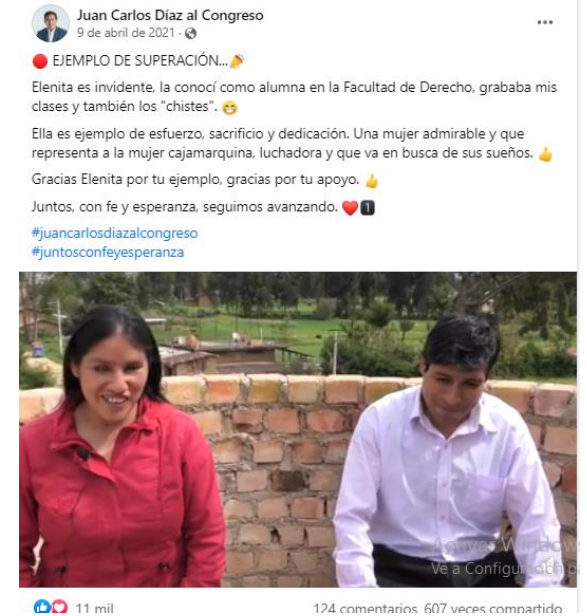 Juan Carlos Díaz al Congreso
9 de abril de 2021 ·
EJEMPLO DE SUPERACIÓN...
Elenita es invidente, la conocí como alumna en la Facultad de Derecho, grababa mis
clases y también los "chistes".
Ella es ejemplo de esfuerzo, sacrificio y dedicación. Una mujer admirable y que
representa a la mujer cajamarquina, luchadora y que va en busca de sus sueños.
Gracias Elenita por tu ejemplo, gracias por tu apoyo.
Juntos, con fe y esperanza, seguimos avanzando. 1
#juancarlosdiazalcongreso
#juntosconfeyesperanza
Activar Window
Ve a Configu
11 mil
124 comentarios 607 veces compartido